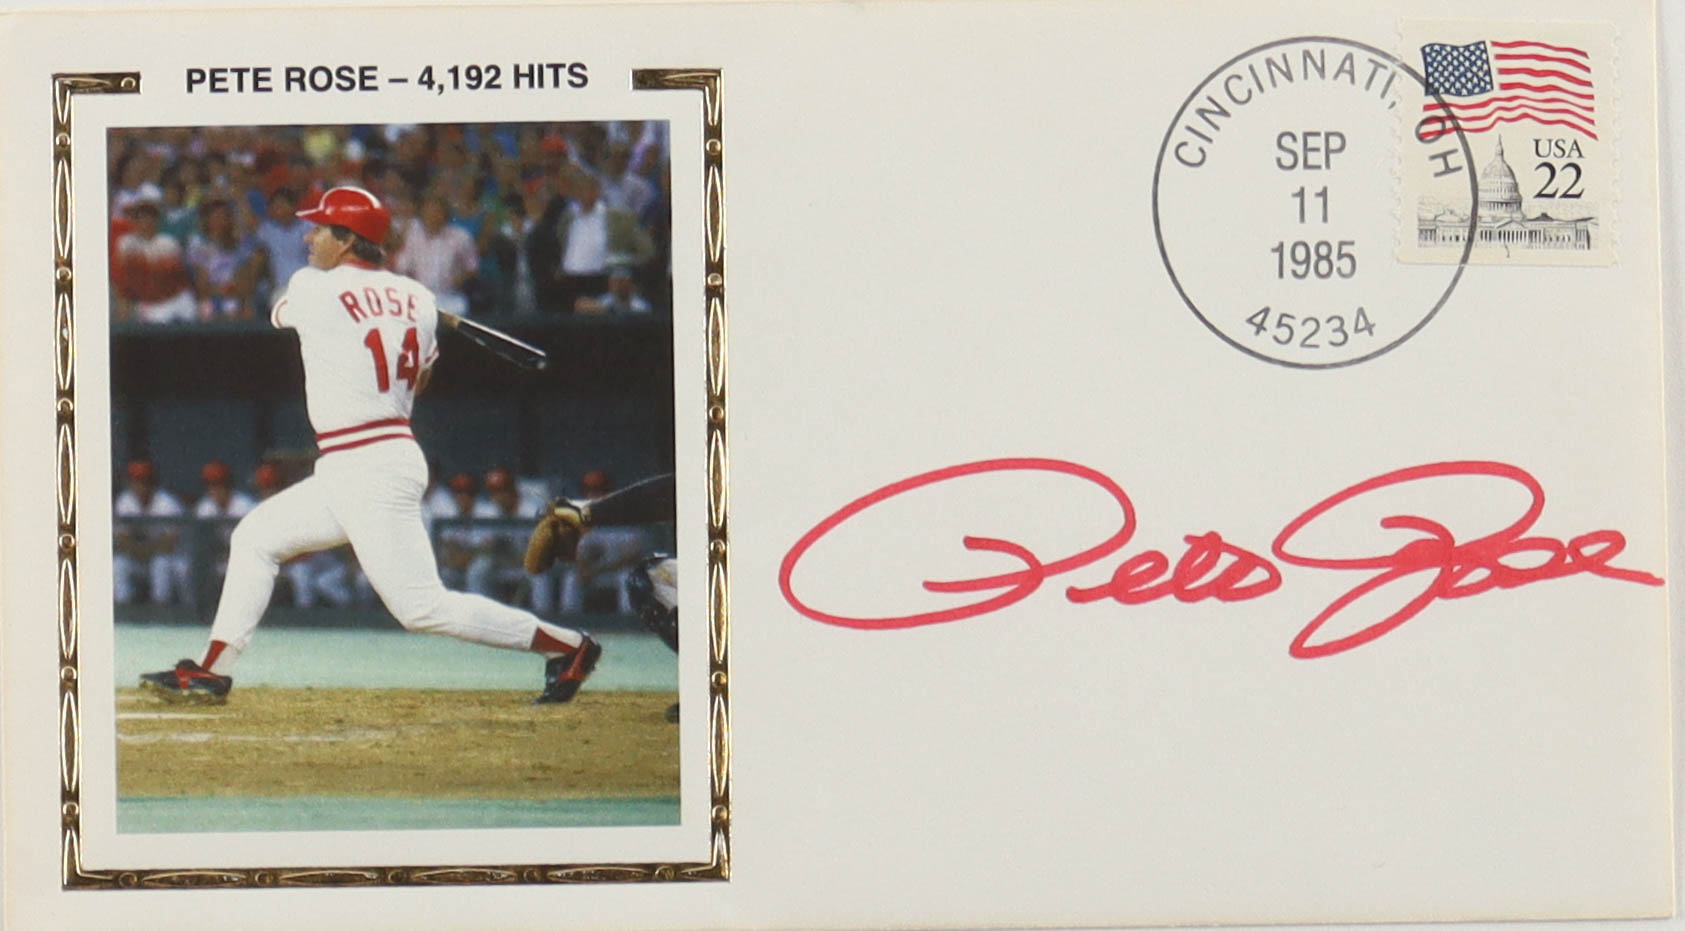 PETE ROSE – 4,192 HITS
ROSE
14
CINCINNATI, OH
SEP
11
1985
45234
USA
22
Pete Rose